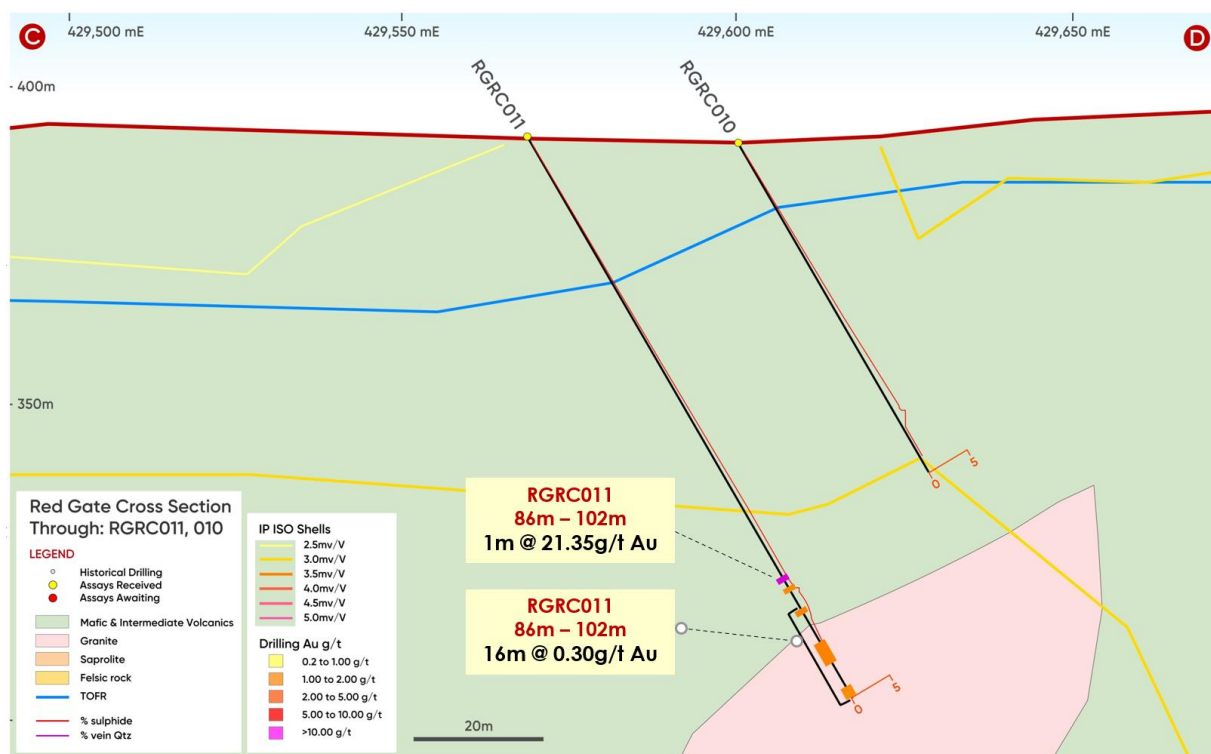 C
429,500 mE
429,550 mE
429,600 mE
429,650 mE
D
400m
RGRC011
RGRC010
350m
5
0
RGRC011
86m – 102m
1m @ 21.35g/t Au
RGRC011
86m – 102m
16m @ 0.30g/t Au
5
0
20m
Red Gate Cross Section
Through: RGRC011, 010
LEGEND
Historical Drilling
Assays Received
Assays Awaiting
Mafic & Intermediate Volcanics
Granite
Saprolite
Felsic rock
TOFR
% sulphide
% vein Qtz
IP ISO Shells
2.5mv/V
3.0mv/V
3.5mv/V
4.0mv/V
4.5mv/V
5.0mv/V
Drilling Au g/t
0.2 to 1.00 g/t
1.00 to 2.00 g/t
2.00 to 5.00 g/t
5.00 to 10.00 g/t
>10.00 g/t